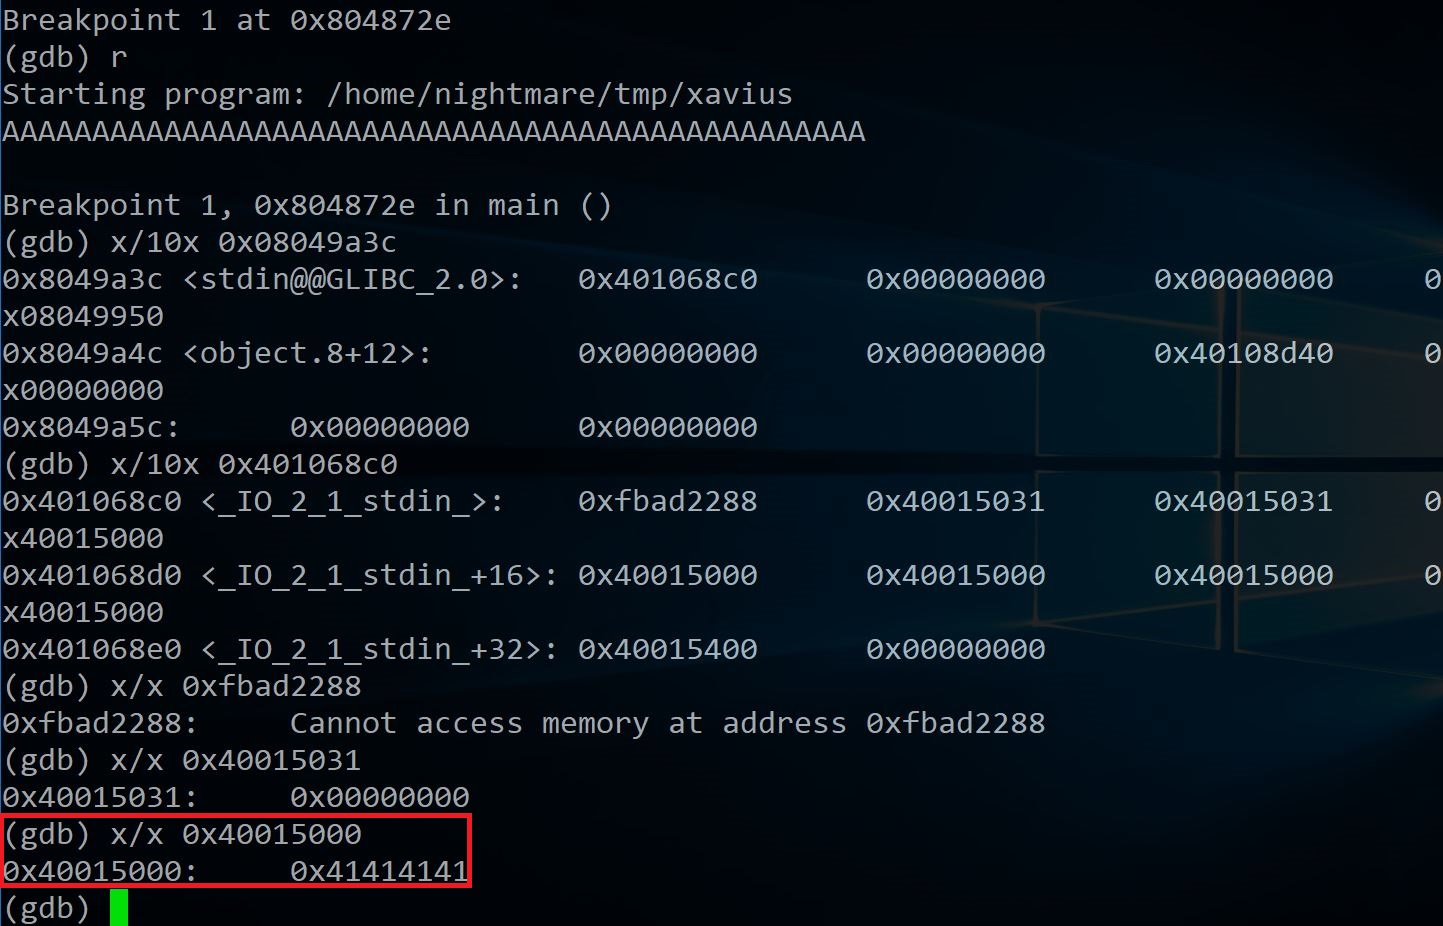 Breakpoint 1 at 0x804872e
(gdb) r
Starting program: /home/nightmare/tmp/xavius
AAAAAAAAAAAAAAAAAAAAAAAAAAAAAAAAAAAAAAAAAAAAAAAA
Breakpoint 1, 0x804872e in main ()
(gdb) x/10x 0x08049a3c
0x8049a3c <stdin@@GLIBC_2.0>: 0x401068c0 0x00000000 0x00000000 0
x08049950
0x8049a4c <object.8+12>: 0x00000000 0x00000000 0x40108d40 0
x00000000
0x8049a5c: 0x00000000 0x00000000
(gdb) x/10x 0x401068c0
0x401068c0 <_IO_2_1_stdin_>: 0xfbad2288 0x40015031 0x40015031 0
x40015000
0x401068d0 <_IO_2_1_stdin_+16>: 0x40015000 0x40015000 0x40015000 0
x40015000
0x401068e0 <_IO_2_1_stdin_+32>: 0x40015400 0x00000000
(gdb) x/x 0xfbad2288
0xfbad2288: Cannot access memory at address 0xfbad2288
(gdb) x/x 0x40015031
0x40015031: 0x00000000
(gdb) x/x 0x40015000
0x40015000: 0x41414141
(gdb)